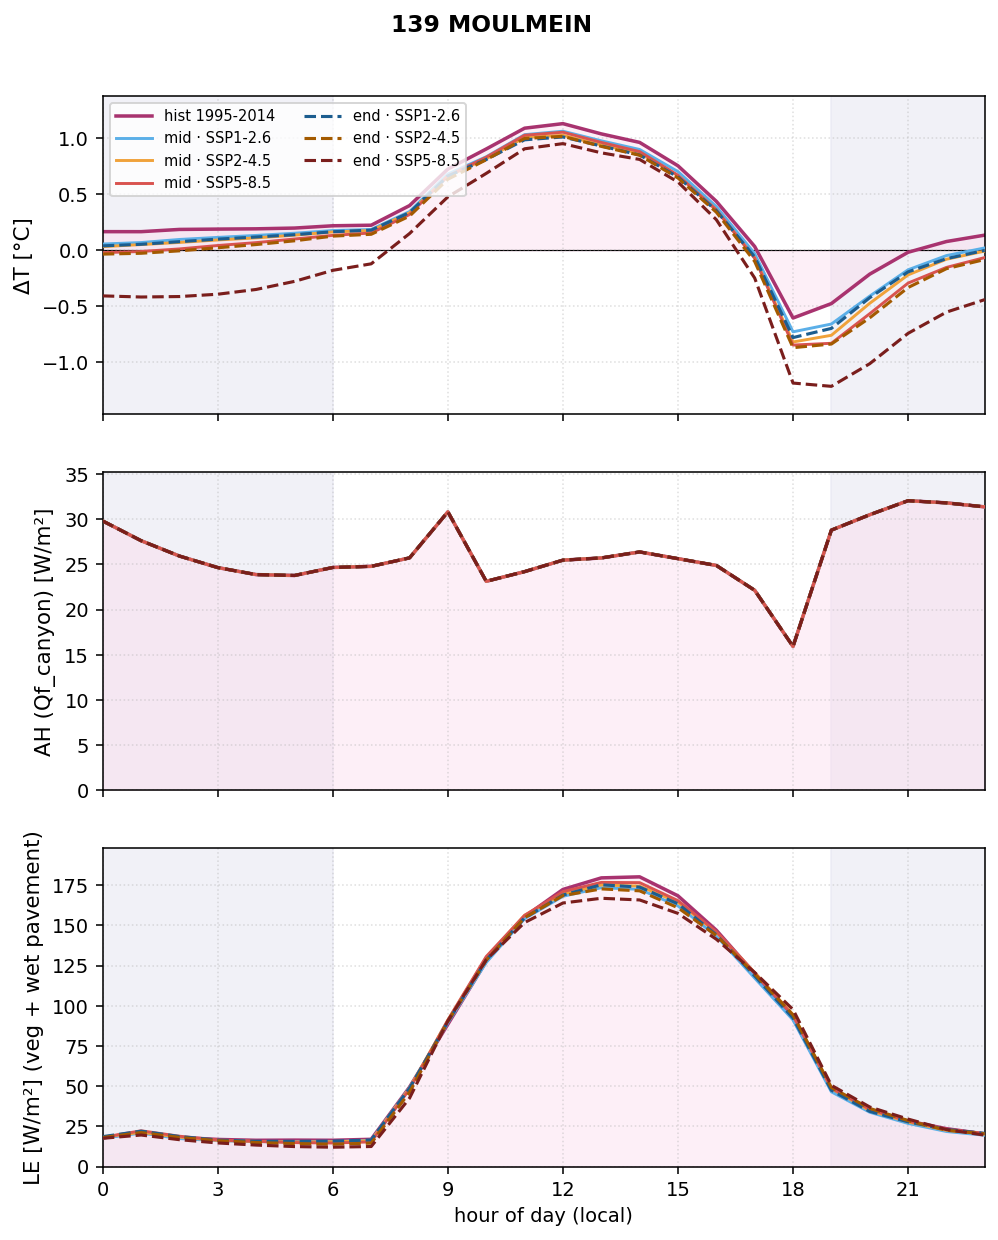 139 MOULMEIN
hist 1995-2014
mid · SSP1-2.6
mid · SSP2-4.5
mid · SSP5-8.5
end · SSP1-2.6
end · SSP2-4.5
end · SSP5-8.5
ΔT [°C]
1.0
0.5
0.0
−0.5
−1.0
AH (Qf_canyon) [W/m²]
35
30
25
20
15
10
5
0
LE [W/m²] (veg + wet pavement)
175
150
125
100
75
50
25
0
0 3 6 9 12 15 18 21
hour of day (local)